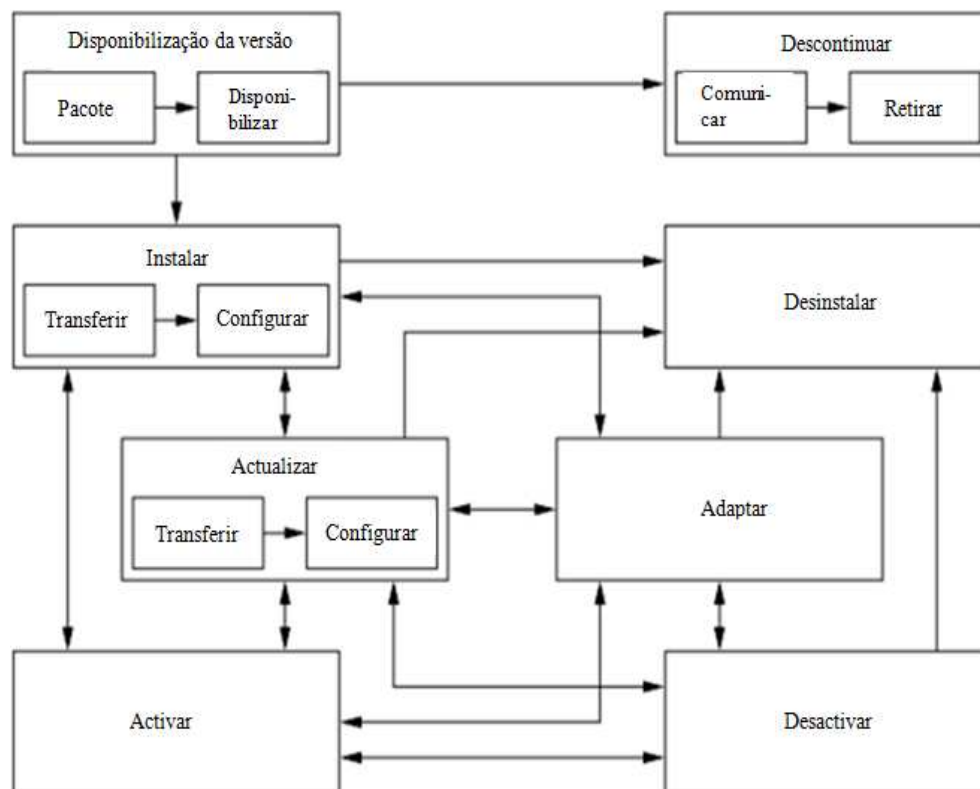 Disponibilização da versão
Pacote
Disponi-
bilizar
Descontinuar
Comuni-
car
Retirar
Instalar
Transferir
Configurar
Desinstalar
Actualizar
Transferir
Configurar
Adaptar
Activar
Desactivar